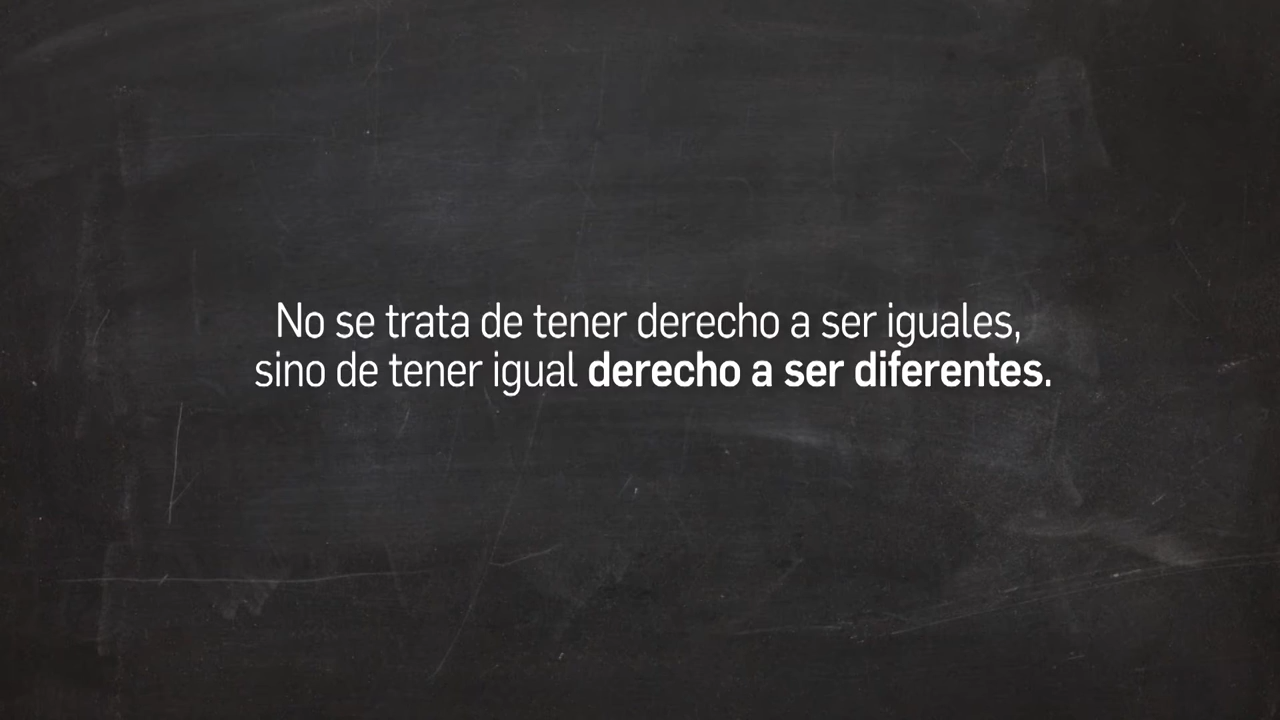 No se trata de tener derecho a ser iguales,
sino de tener igual derecho a ser diferentes.